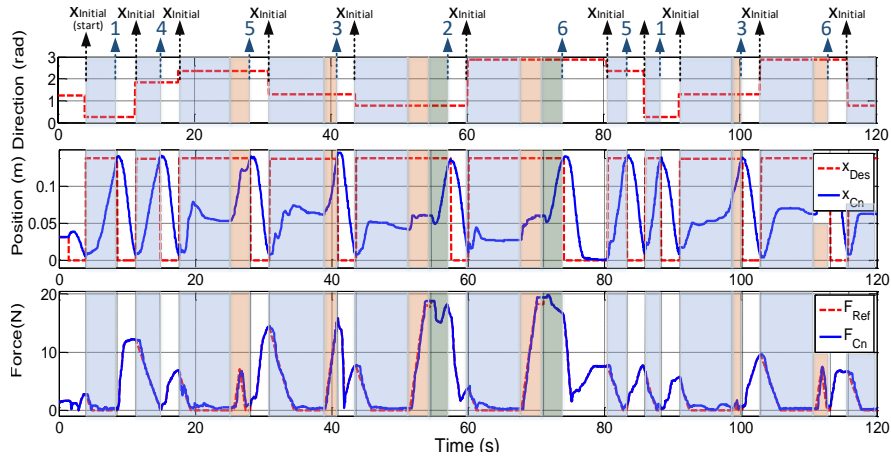 XInitial XInitial XInitial XInitial XInitial XInitial XInitial XInitial XInitial XInitial
(start) 1 4 5 3 2 6 5 1 3 6
Direction (rad)
3
2
1
0
0 20 40 60 80 100 120
Position (m)
0.1
0.05
0
xDes
xCn
0 20 40 60 80 100 120
Force(N)
20
10
0
FRef
FCn
0 20 40 60 80 100 120
Time (s)